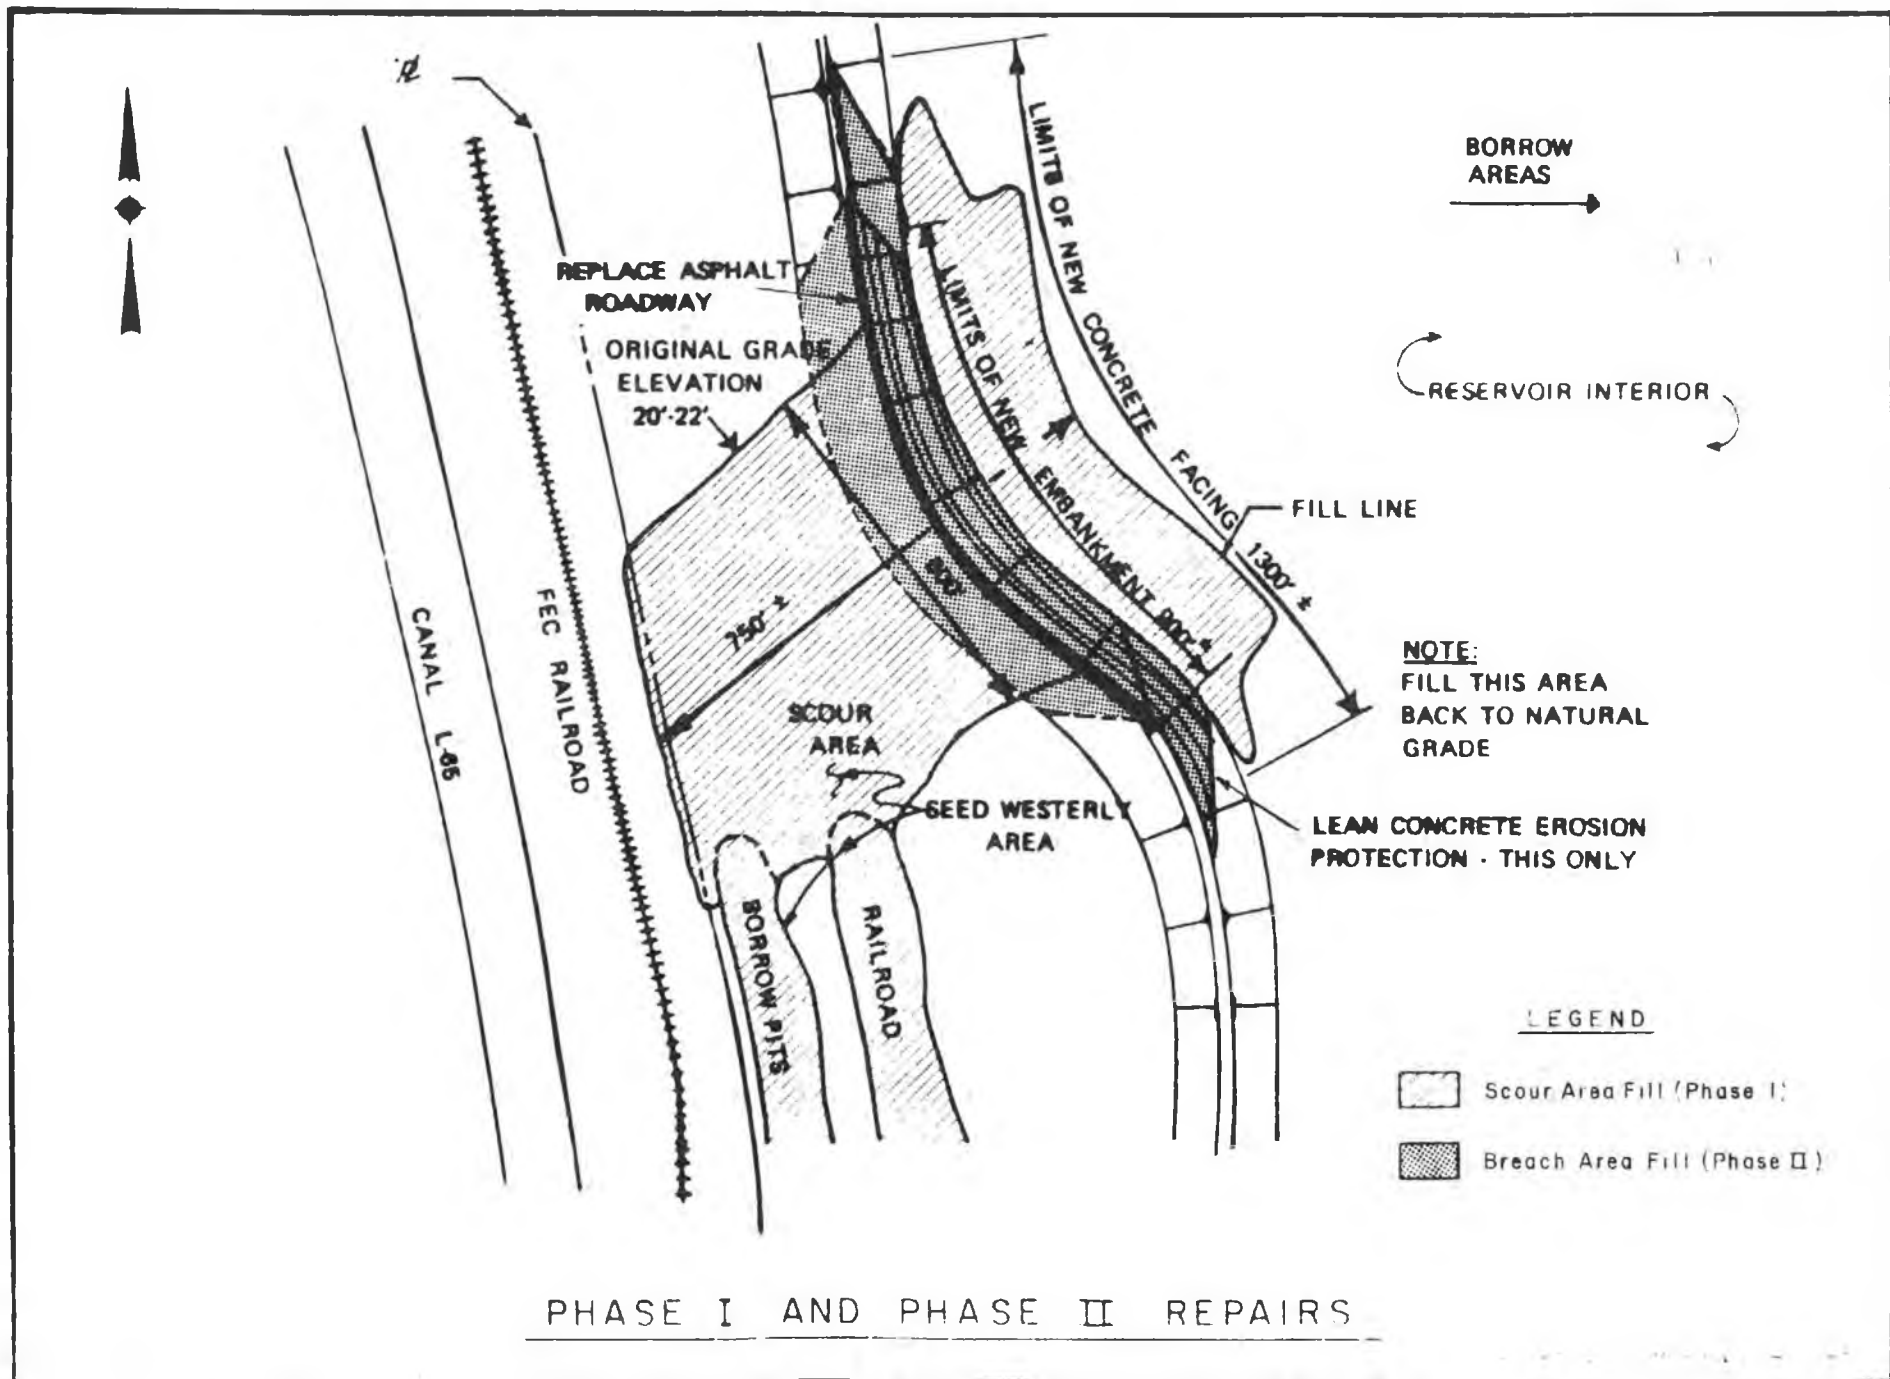 BORROW
AREAS
LIMITS OF NEW CONCRETE FACING 1300' ±
REPLACE ASPHALT
ROADWAY
ORIGINAL GRADE
ELEVATION
20'-22'
LIMITS OF NEW EMBANKMENT 900' ±
RESERVOIR INTERIOR
FILL LINE
750' ±
CANAL L-65
FEC RAILROAD
SCOUR
AREA
NOTE:
FILL THIS AREA
BACK TO NATURAL
GRADE
SEED WESTERLY
AREA
LEAN CONCRETE EROSION
PROTECTION - THIS ONLY
BORROW PITS
RAILROAD
LEGEND
Scour Area Fill (Phase I)
Breach Area Fill (Phase II)
PHASE I AND PHASE II REPAIRS